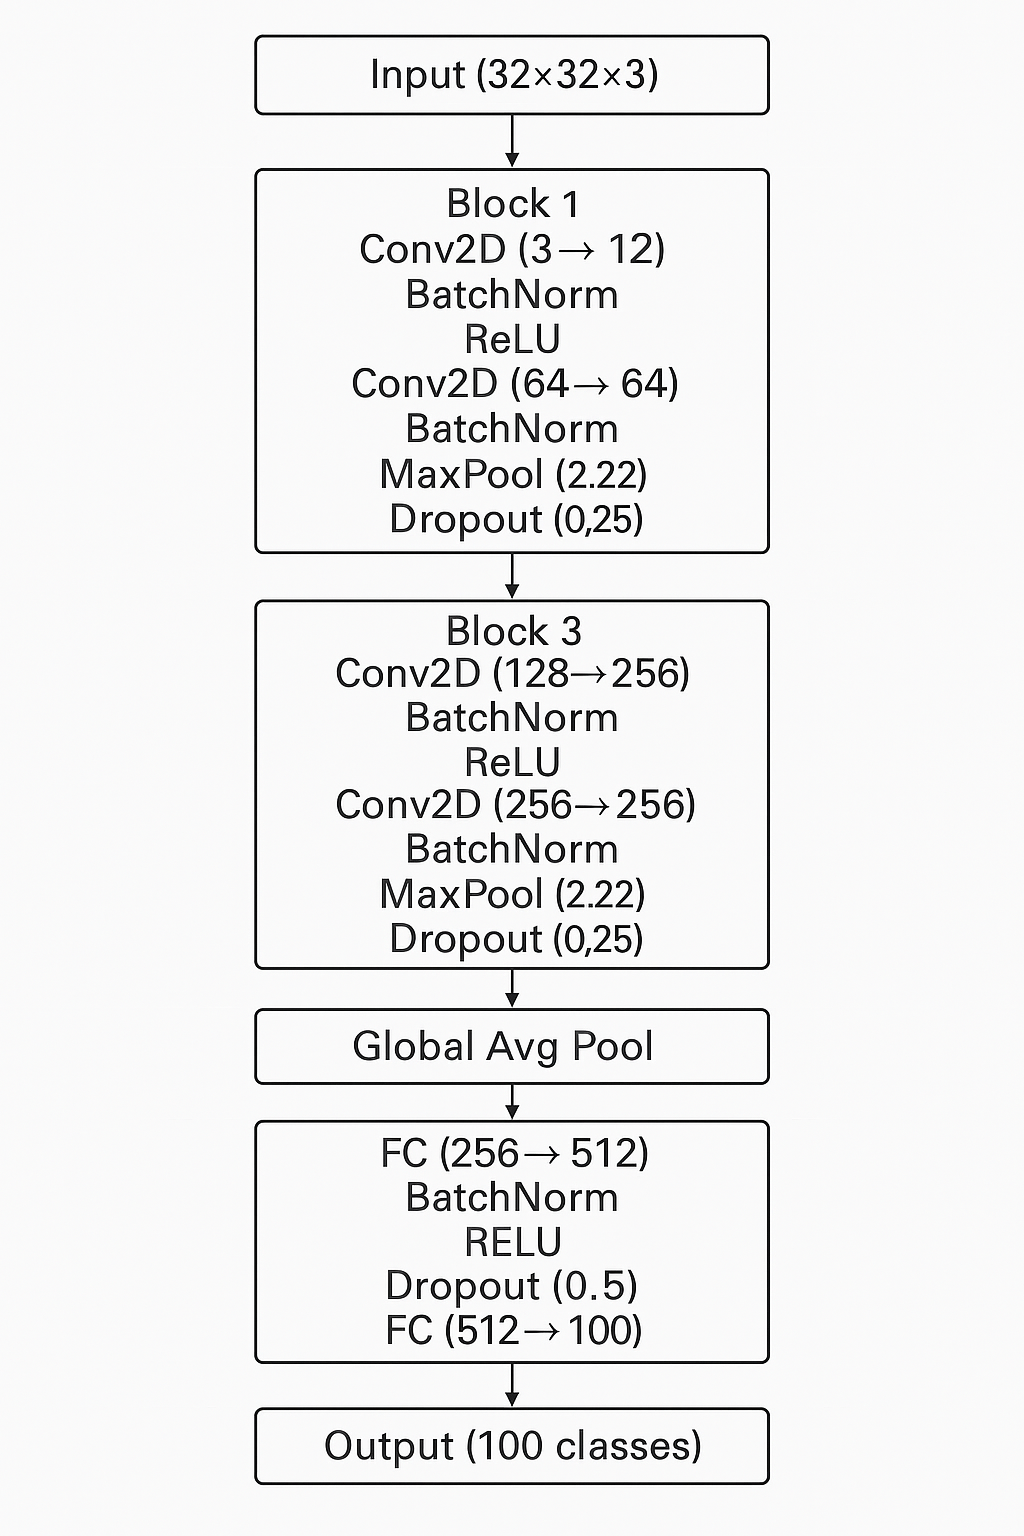 Input (32×32×3)
Block 1
Conv2D (3→ 12)
BatchNorm
ReLU
Conv2D (64→ 64)
BatchNorm
MaxPool (2.22)
Dropout (0,25)
Block 3
Conv2D (128→256)
BatchNorm
ReLU
Conv2D (256→256)
BatchNorm
MaxPool (2.22)
Dropout (0,25)
Global Avg Pool
FC (256→ 512)
BatchNorm
RELU
Dropout (0.5)
FC (512→100)
Output (100 classes)